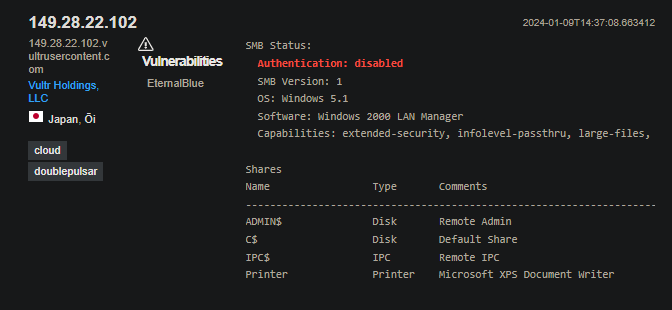 149.28.22.102
2024-01-09T14:37:08.663412
149.28.22.102.v
ultrusercontent.c
om
Vultr Holdings,
LLC
Japan, Ōi
cloud
doublepulsar
Vulnerabilities
EternalBlue
SMB Status:
Authentication: disabled
SMB Version: 1
OS: Windows 5.1
Software: Windows 2000 LAN Manager
Capabilities: extended-security, infolevel-passthru, large-files,
Shares
Name Type Comments
------------------------------------------------------------------------
ADMIN$ Disk Remote Admin
C$ Disk Default Share
IPC$ IPC Remote IPC
Printer Printer Microsoft XPS Document Writer